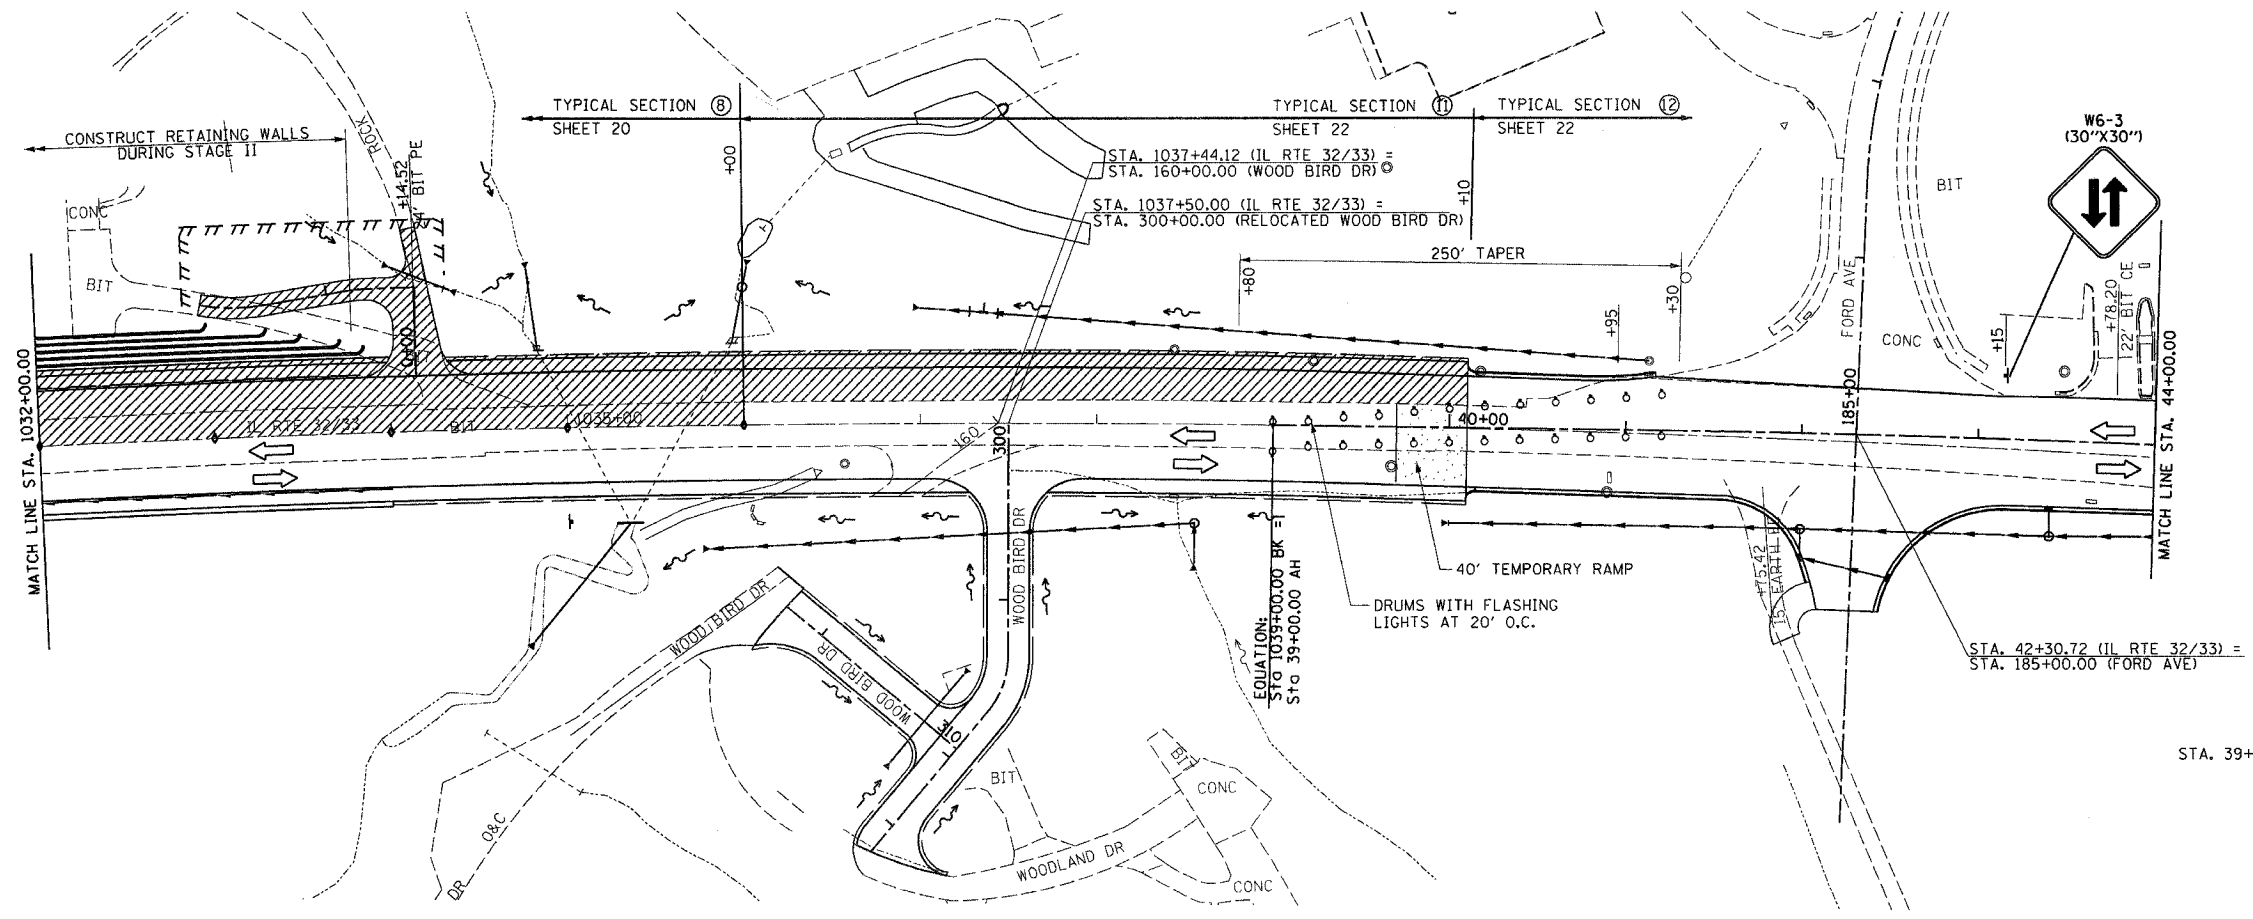 TYPICAL SECTION 8
SHEET 20
TYPICAL SECTION 11
SHEET 22
TYPICAL SECTION 12
SHEET 22
W6-3
(30"X30")
CONSTRUCT RETAINING WALLS
DURING STAGE II
ROCK
+14.52
' BIT PE
+00
STA. 1037+44.12 (IL RTE 32/33) =
STA. 160+00.00 (WOOD BIRD DR)
STA. 1037+50.00 (IL RTE 32/33) =
STA. 300+00.00 (RELOCATED WOOD BIRD DR)
+10
BIT
CONC
BIT
250' TAPER
+80
+95
+30
FORD AVE
CONC
+15
+78.20
22' BIT CE
MATCH LINE STA. 1032+00.00
MATCH LINE STA. 44+00.00
IL RTE 32/33
BIT
1035+00
160
300
40+00
185+00
WOOD BIRD DR
EQUATION:
Sta 1039+00.00 BK =
Sta 39+00.00 AH
40' TEMPORARY RAMP
DRUMS WITH FLASHING
LIGHTS AT 20' O.C.
+75.42
15' EARTH
STA. 42+30.72 (IL RTE 32/33) =
STA. 185+00.00 (FORD AVE)
WOOD BIRD DR
WOOD BIRD DR
310
BIT
BIT
CONC
STA. 39+
O&C
DR
WOODLAND DR
CONC